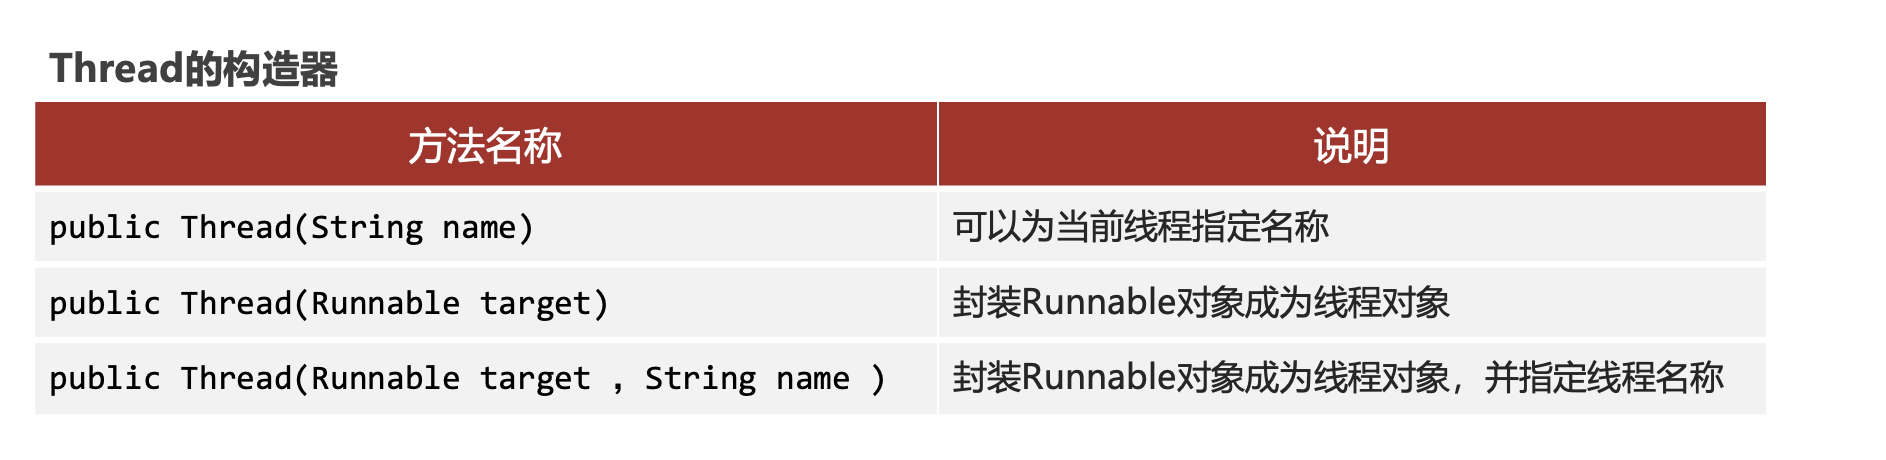 Thread的构造器
方法名称 说明
public Thread(String name) 可以为当前线程指定名称
public Thread(Runnable target) 封装Runnable对象成为线程对象
public Thread(Runnable target , String name ) 封装Runnable对象成为线程对象，并指定线程名称